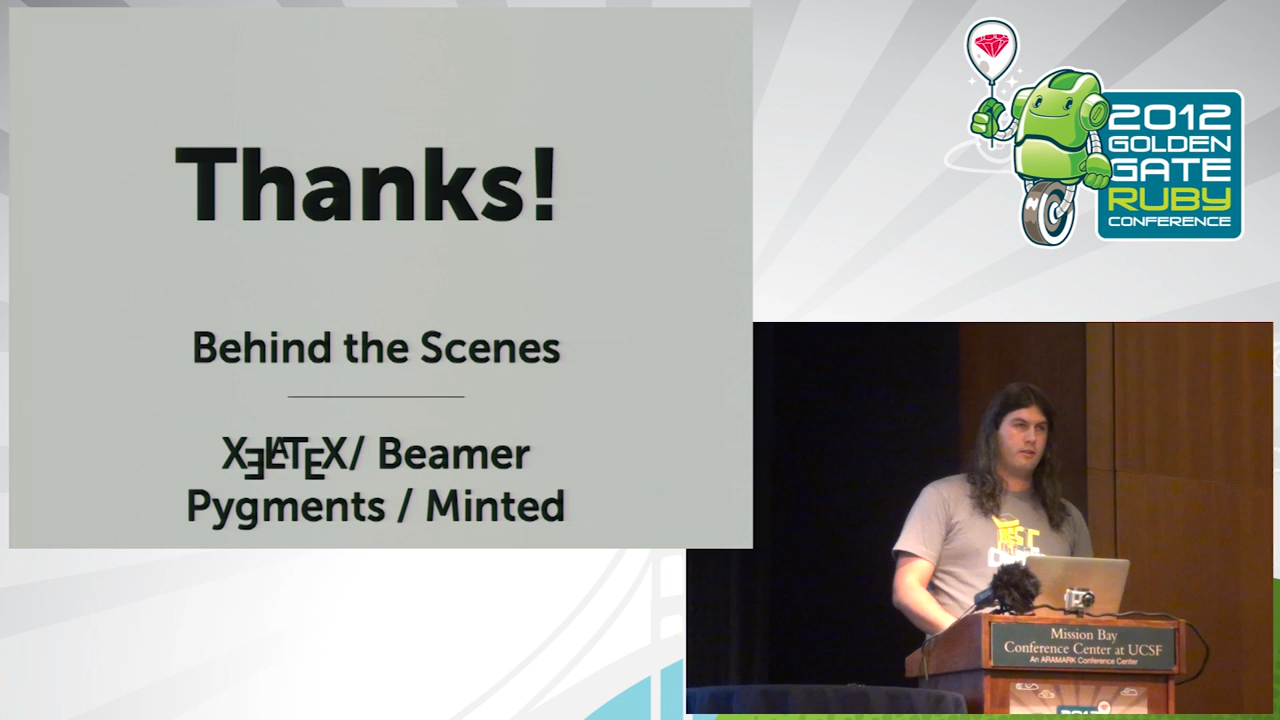 Thanks!
Behind the Scenes
XƎLATEX/ Beamer
Pygments / Minted
2012
GOLDEN
GATE
RUBY
CONFERENCE
Mission Bay
Conference Center at UCSF
An ARAMARK Conference Center